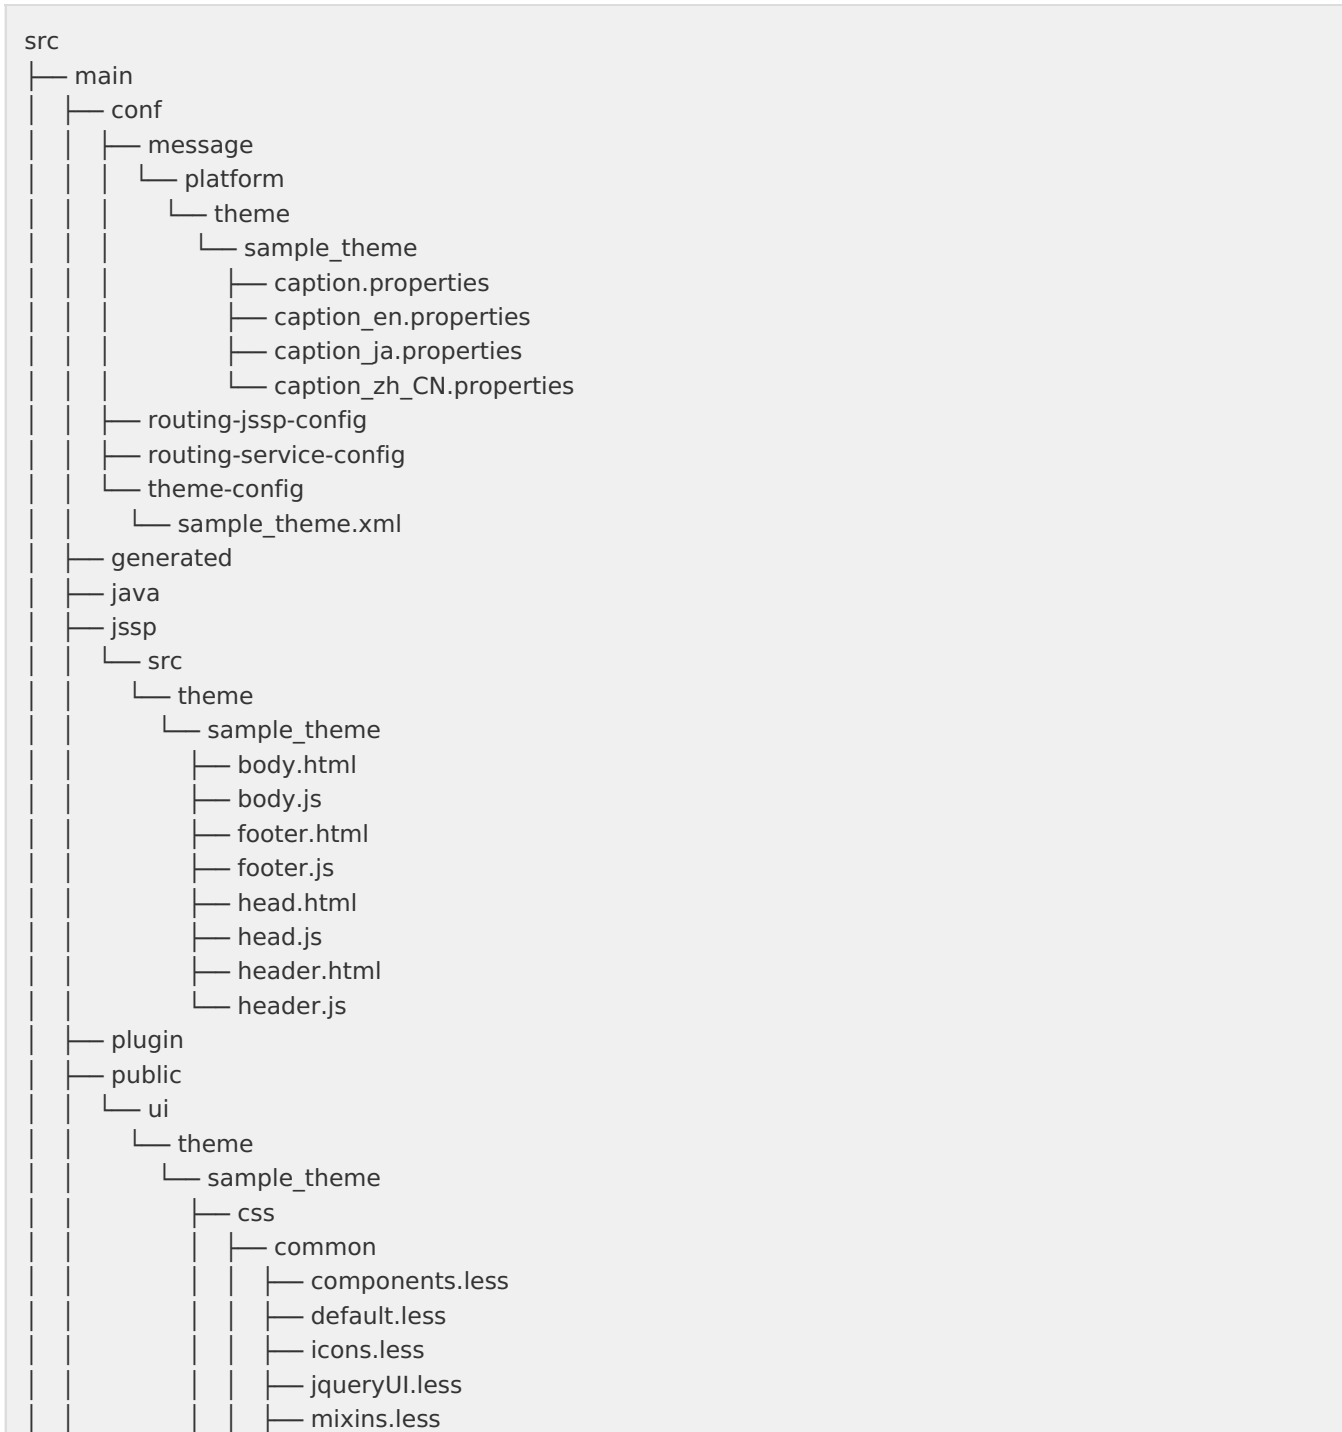 src
├── main
│   ├── conf
│   │   ├── message
│   │   │   └── platform
│   │   │       └── theme
│   │   │           └── sample_theme
│   │   │               ├── caption.properties
│   │   │               ├── caption_en.properties
│   │   │               ├── caption_ja.properties
│   │   │               └── caption_zh_CN.properties
│   │   ├── routing-jssp-config
│   │   ├── routing-service-config
│   │   └── theme-config
│   │       └── sample_theme.xml
│   ├── generated
│   ├── java
│   ├── jssp
│   │   └── src
│   │       └── theme
│   │           └── sample_theme
│   │               ├── body.html
│   │               ├── body.js
│   │               ├── footer.html
│   │               ├── footer.js
│   │               ├── head.html
│   │               ├── head.js
│   │               ├── header.html
│   │               └── header.js
│   ├── plugin
│   ├── public
│   │   └── ui
│   │       └── theme
│   │           └── sample_theme
│   │               ├── css
│   │               │   ├── common
│   │               │   │   ├── components.less
│   │               │   │   ├── default.less
│   │               │   │   ├── icons.less
│   │               │   │   ├── jqueryUI.less
│   │               │   │   ├── mixins.less